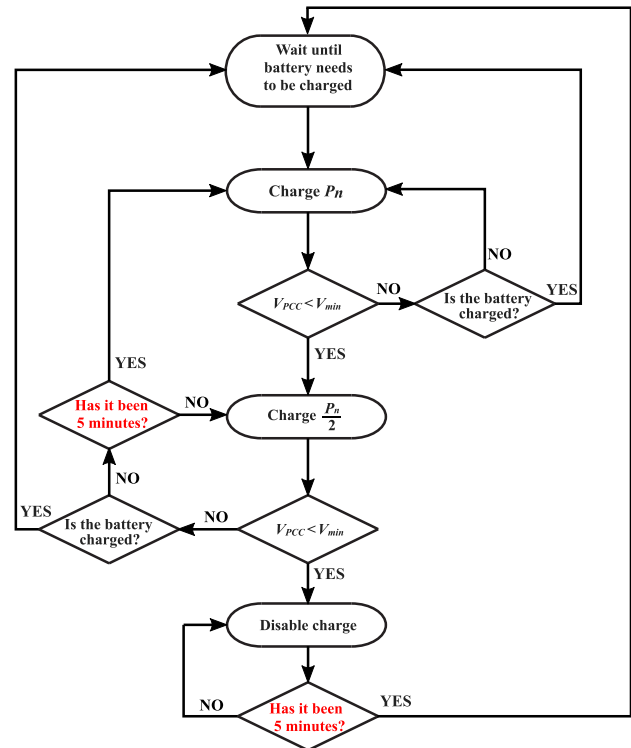 Wait until
battery needs
to be charged
Charge Pn
NO
VPCC < Vmin
NO
Is the battery
charged?
YES
YES
YES
Has it been
5 minutes?
NO
Charge Pn/2
NO
YES
Is the battery
charged?
NO
VPCC < Vmin
YES
Disable charge
NO
Has it been
5 minutes?
YES